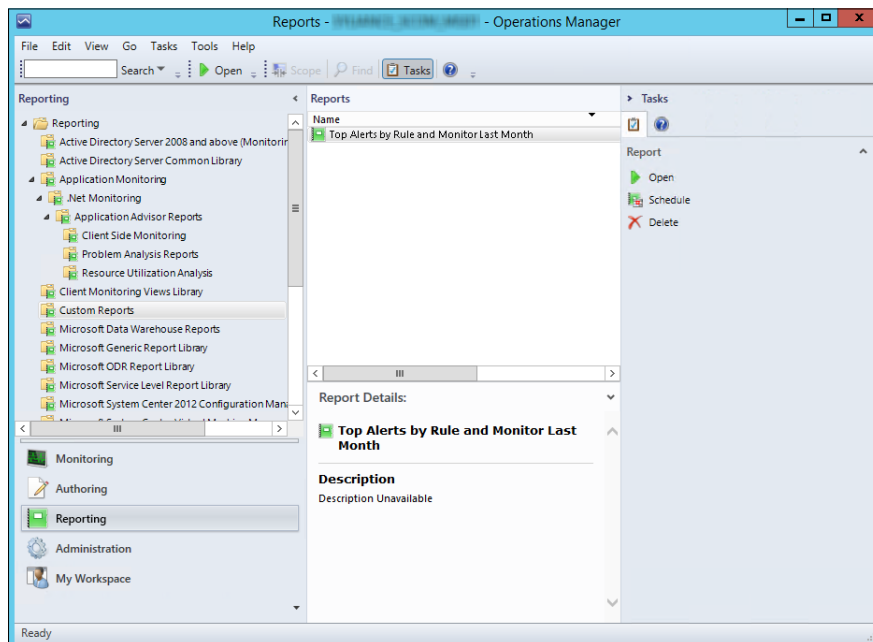 Reports - - Operations Manager
File Edit View Go Tasks Tools Help
Search Open Scope Find Tasks
Reporting
Reporting
Active Directory Server 2008 and above (Monitorin
Active Directory Server Common Library
Application Monitoring
.Net Monitoring
Application Advisor Reports
Client Side Monitoring
Problem Analysis Reports
Resource Utilization Analysis
Client Monitoring Views Library
Custom Reports
Microsoft Data Warehouse Reports
Microsoft Generic Report Library
Microsoft ODR Report Library
Microsoft Service Level Report Library
Microsoft System Center 2012 Configuration Mana
Monitoring
Authoring
Reporting
Administration
My Workspace
Reports
Name
Top Alerts by Rule and Monitor Last Month
Report Details:
Top Alerts by Rule and Monitor Last
Month
Description
Description Unavailable
Tasks
Report
Open
Schedule
Delete
Ready